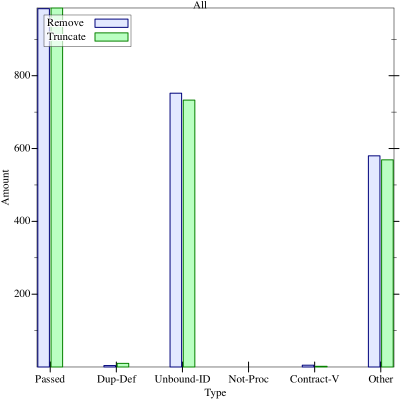 All
Remove
Truncate
800
600
400
200
Amount
Passed Dup-Def Unbound-ID Not-Proc Contract-V Other
Type